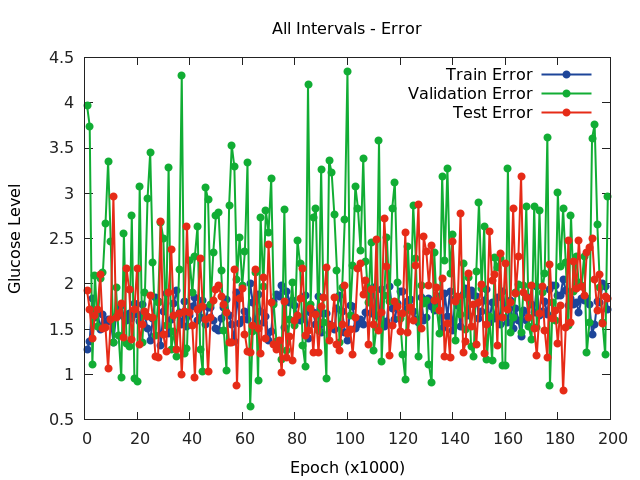 All Intervals - Error
Train Error
Validation Error
Test Error
Glucose Level
4.5
4
3.5
3
2.5
2
1.5
1
0.5
0 20 40 60 80 100 120 140 160 180 200
Epoch (x1000)